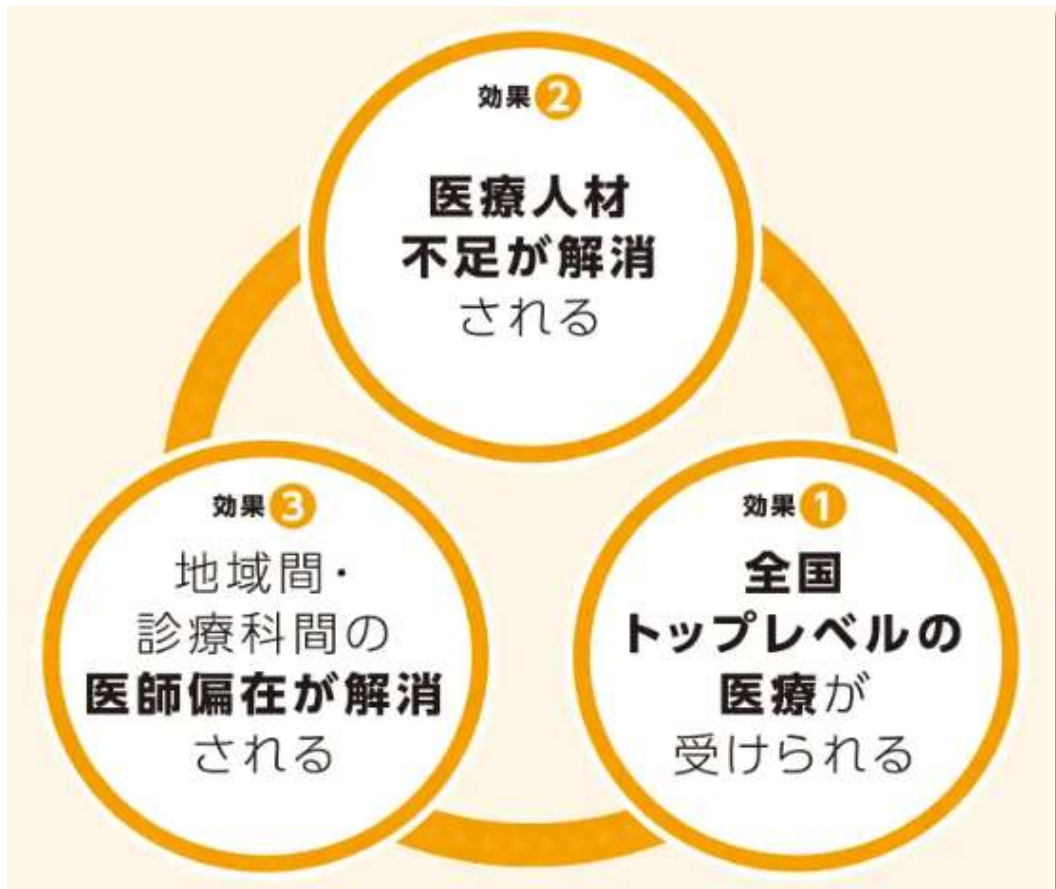 効果2
医療人材
不足が解消
される
効果3
地域間・
診療科間の
医師偏在が解消
される
効果1
全国
トップレベルの
医療が
受けられる